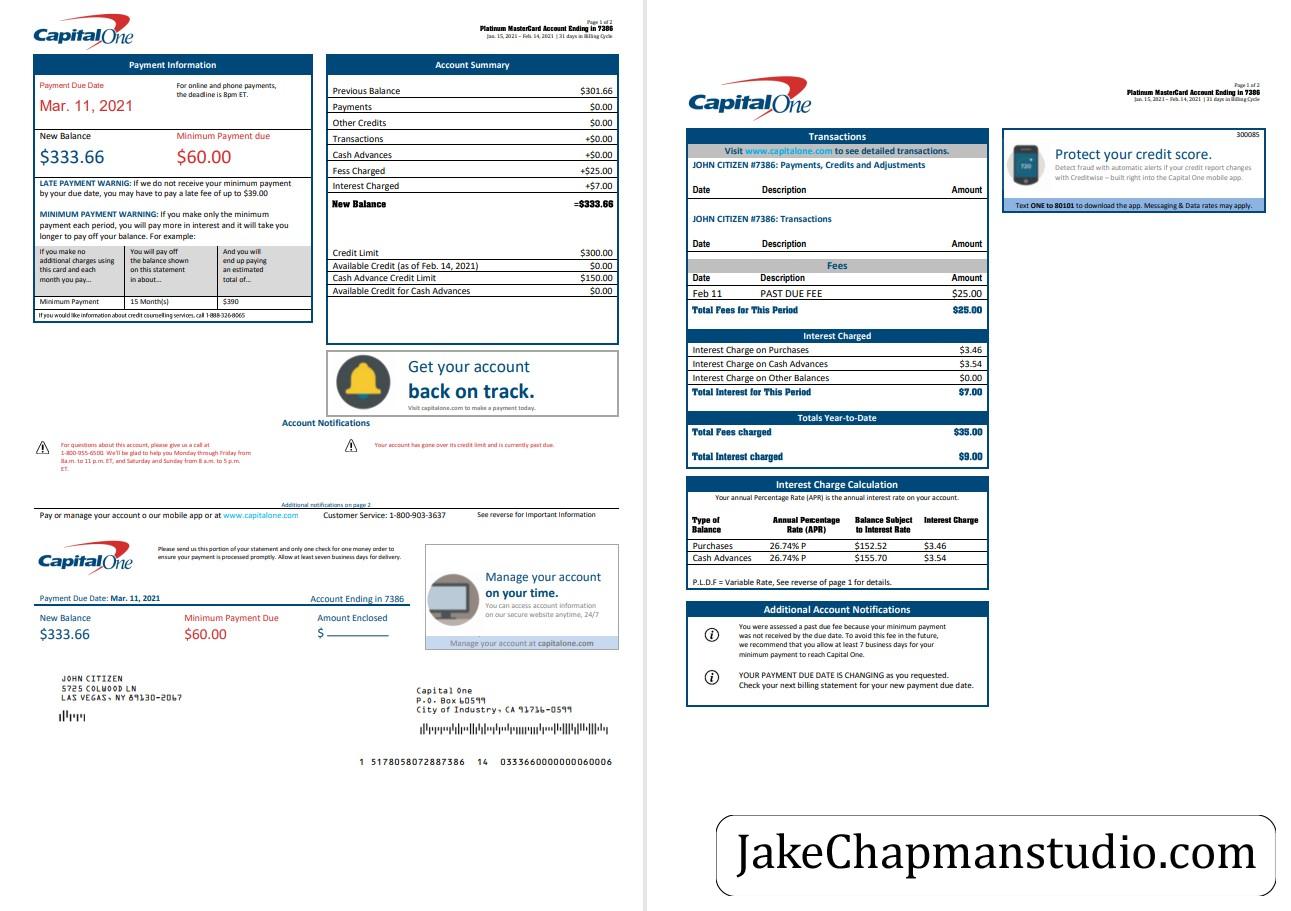 CapitalOne
Page 1 of 2
Platinum MasterCard Account Ending in 7386
Jan. 15, 2021 – Feb. 14, 2021 | 31 days in Billing Cycle
Payment Information
Payment Due Date
For online and phone payments,
the deadline is 8pm ET.
Mar. 11, 2021
New Balance
Minimum Payment due
$333.66
$60.00
LATE PAYMENT WARNIG: If we do not receive your minimum payment
by your due date, you may have to pay a late fee of up to $39.00
MINIMUM PAYMENT WARNING: If you make only the minimum
payment each period, you will pay more in interest and it will take you
longer to pay off your balance. For example:
If you make no
additional charges using
this card and each
month you pay...
You will pay off
the balance shown
on this statement
in about...
And you will
end up paying
an estimated
total of...
Minimum Payment
15 Month(s)
$390
If you would like information about credit counselling services, call 1-888-326-8065
Account Summary
Previous Balance $301.66
Payments $0.00
Other Credits $0.00
Transactions +$0.00
Cash Advances +$0.00
Fess Charged +$25.00
Interest Charged +$7.00
New Balance =$333.66
Credit Limit $300.00
Available Credit (as of Feb. 14, 2021) $0.00
Cash Advance Credit Limit $150.00
Available Credit for Cash Advances $0.00
Get your account
back on track.
Visit capitalone.com to make a payment today.
Account Notifications
For questions about this account, please give us a call at
1-800-955-6500. We'll be glad to help you Monday through Friday from
8a.m. to 11 p.m. ET, and Saturday and Sunday from 8 a.m. to 5 p.m.
ET.
Your account has gone over its credit limit and is currently past due.
Additional notifications on page 2
Pay or manage your account o our mobile app or at www.capitalone.com
Customer Service: 1-800-903-3637
See reverse for Important Information
CapitalOne
Please send us this portion of your statement and only one check for one money order to
ensure your payment is processed promptly. Allow at least seven business days for delivery.
Payment Due Date: Mar. 11, 2021
Account Ending in 7386
New Balance
Minimum Payment Due
Amount Enclosed
$333.66
$60.00
$
Manage your account
on your time.
You can access account information
on our secure website anytime, 24/7
Manage your account at capitalone.com
JOHN CITIZEN
5725 COLWOOD LN
LAS VEGAS, NY 89130-2067
Capital One
P.O. Box 60599
City of Industry, CA 91716-0599
1 5178058072887386 14 0333660000000060006
CapitalOne
Page 1 of 2
Platinum MasterCard Account Ending in 7386
Jan. 15, 2021 – Feb. 14, 2021 | 31 days in Billing Cycle
Transactions
Visit www.capitalone.com to see detailed transactions.
JOHN CITIZEN #7386: Payments, Credits and Adjustments
Date Description Amount
JOHN CITIZEN #7386: Transactions
Date Description Amount
Fees
Date Description Amount
Feb 11 PAST DUE FEE $25.00
Total Fees for This Period $25.00
Interest Charged
Interest Charge on Purchases $3.46
Interest Charge on Cash Advances $3.54
Interest Charge on Other Balances $0.00
Total Interest for This Period $7.00
Totals Year-to-Date
Total Fees charged $35.00
Total Interest charged $9.00
Interest Charge Calculation
Your annual Percentage Rate (APR) is the annual interest rate on your account.
Type of
Balance
Annual Percentage
Rate (APR)
Balance Subject
to Interest Rate
Interest Charge
Purchases 26.74% P $152.52 $3.46
Cash Advances 26.74% P $155.70 $3.54
P.L.D.F = Variable Rate, See reverse of page 1 for details.
Additional Account Notifications
You were assessed a past due fee because your minimum payment
was not received by the due date. To avoid this fee in the future,
we recommend that you allow at least 7 business days for your
minimum payment to reach Capital One.
YOUR PAYMENT DUE DATE IS CHANGING as you requested.
Check your next billing statement for your new payment due date.
300085
Protect your credit score.
Detect fraud with automatic alerts if your credit report changes
with Creditwise – built right into the Capital One mobile app.
Text ONE to 80101 to download the app. Messaging & Data rates may apply.
JakeChapmanstudio.com